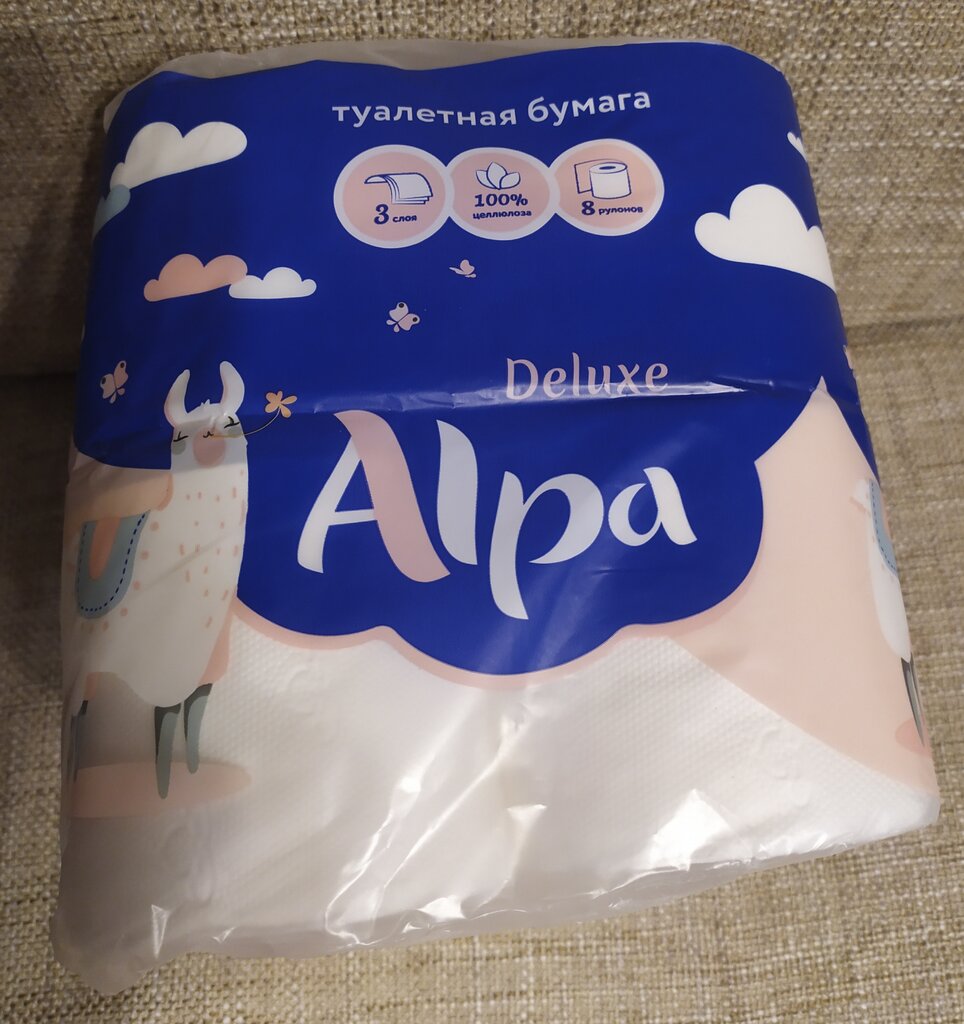 туалетная бумага
3 слоя
100%
целлюлоза
8 рулонов
Deluxe
Alpa